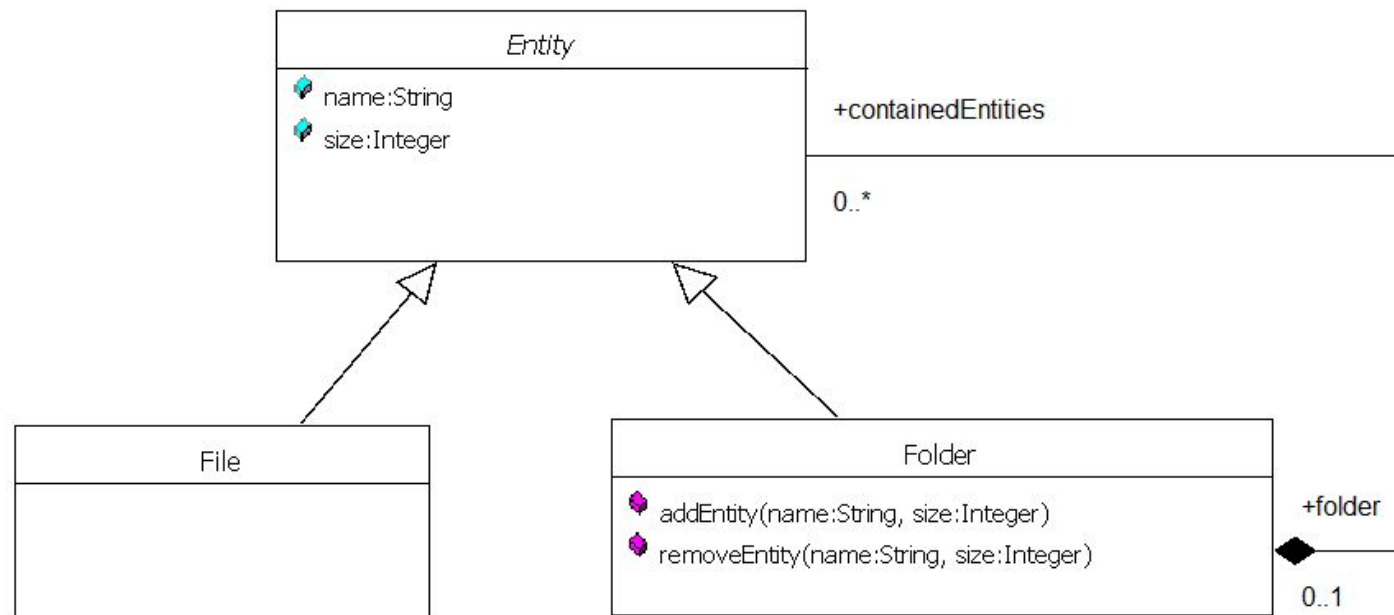 Entity
name:String
size:Integer
+containedEntities
0..*
File
Folder
addEntity(name:String, size:Integer)
removeEntity(name:String, size:Integer)
+folder
0..1